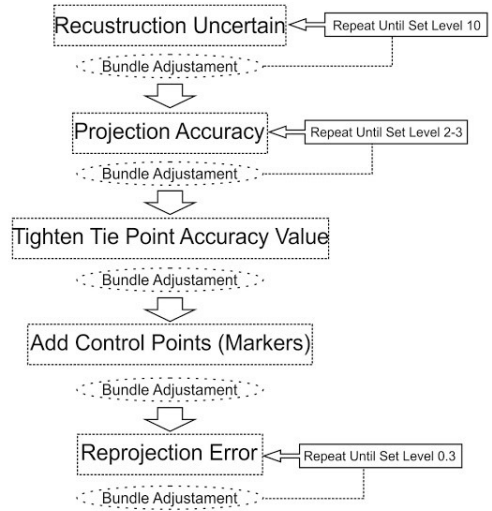 Recustruction Uncertain
Repeat Until Set Level 10
Bundle Adjustament
Projection Accuracy
Repeat Until Set Level 2-3
Bundle Adjustament
Tighten Tie Point Accuracy Value
Bundle Adjustament
Add Control Points (Markers)
Bundle Adjustament
Reprojection Error
Repeat Until Set Level 0.3
Bundle Adjustament